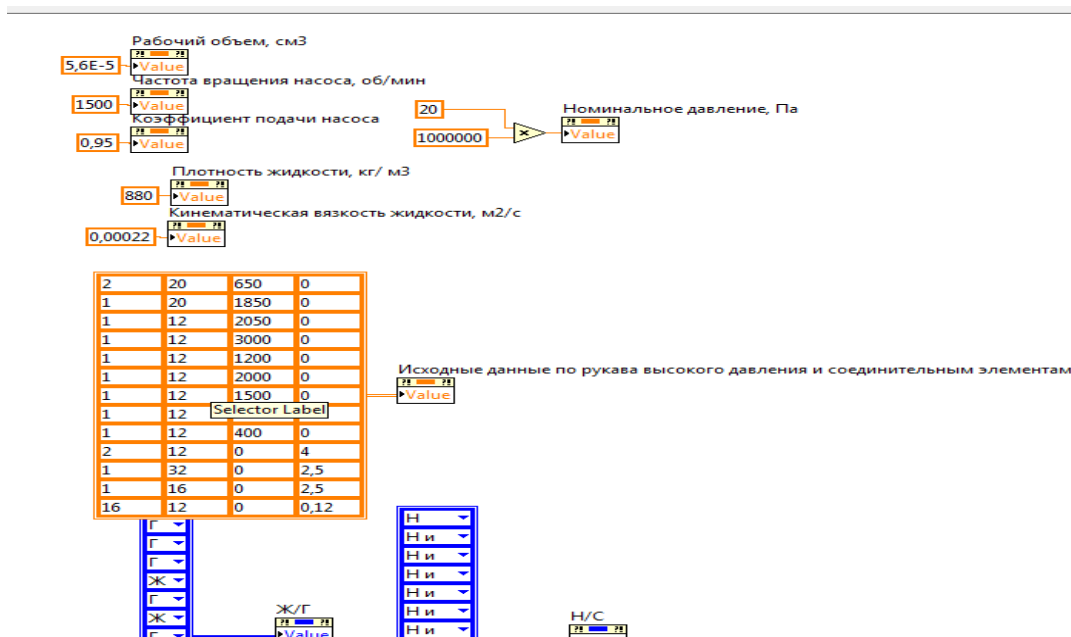 Рабочий объем, см3
5,6E-5 Value
Частота вращения насоса, об/мин
1500 Value
Коэффициент подачи насоса
0,95 Value
20 Номинальное давление, Па
1000000 × Value
Плотность жидкости, кг/ м3
880 Value
Кинематическая вязкость жидкости, м2/с
0,00022 Value
2 20 650 0
1 20 1850 0
1 12 2050 0
1 12 3000 0
1 12 1200 0
Исходные данные по рукава высокого давления и соединительным элементам
1 12 2000 0 Value
1 12 1500 0
1 12 Selector Label
1 12 400 0
2 12 0 4
1 32 0 2,5
1 16 0 2,5
16 12 0 0,12
Г Н
Г Н и
Г Н и
Ж Н и
Г Н и
Ж Ж/Г Н и Н/С
Г Value Н и